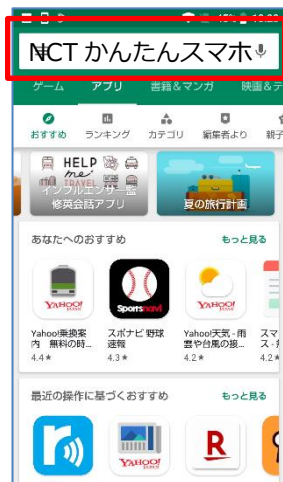 NCT かんたんスマホ
ゲーム アプリ 書籍＆マンガ 映画＆テ
おすすめ ランキング カテゴリ 編集者より 親子
HELP
me!
TRAVEL
インフルエンサー監
修英会話アプリ
夏の旅行計画
あなたへのおすすめ もっと見る
YAHOO!
JAPAN
Sportsnavi
YAHOO!
JAPAN
Yahoo!乗換案
内 無料の時...
4.4★
スポナビ 野球
速報
4.3★
Yahoo!天気 - 雨
雲や台風の接...
4.2★
スマ
ス -
4.2★
最近の操作に基づくおすすめ もっと見る
YAHOO!
JAPAN
R